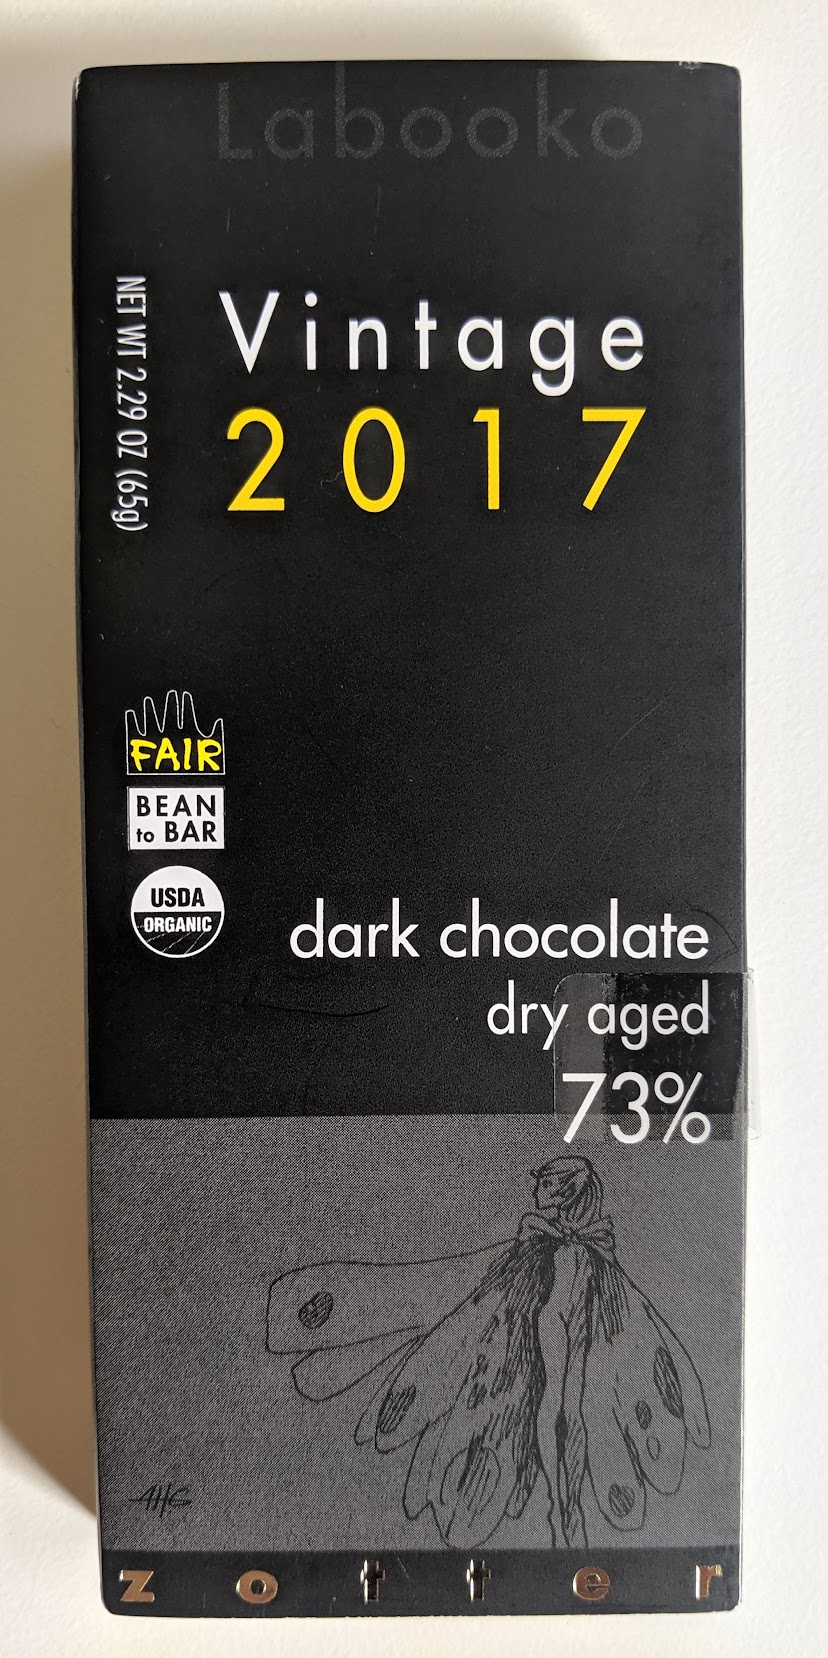 Labooko
Vintage
2017
NET WT 2.29 OZ (65g)
FAIR
BEAN
to BAR
USDA
ORGANIC
dark chocolate
dry aged
73%
AHG
zotter